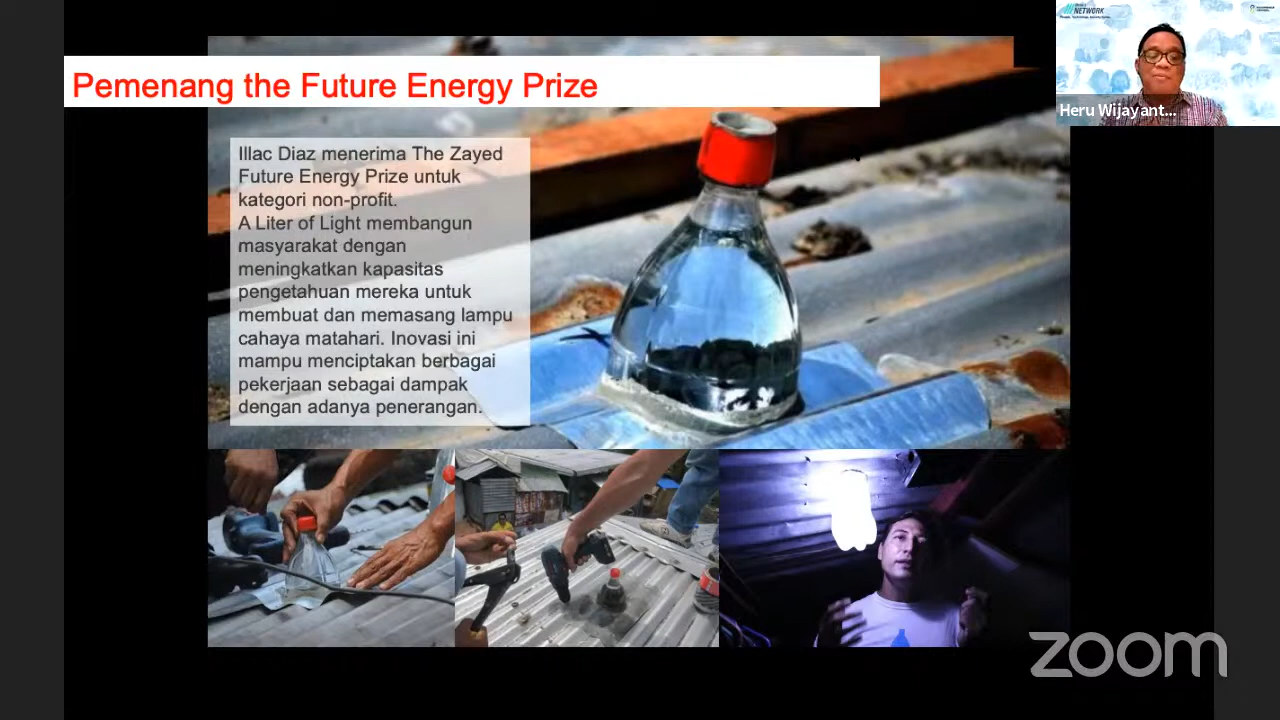 Pemenang the Future Energy Prize
NETWORK
Heru Wijayant...
Illac Diaz menerima The Zayed
Future Energy Prize untuk
kategori non-profit.
A Liter of Light membangun
masyarakat dengan
meningkatkan kapasitas
pengetahuan mereka untuk
membuat dan memasang lampu
cahaya matahari. Inovasi ini
mampu menciptakan berbagai
pekerjaan sebagai dampak
dengan adanya penerangan.
zoom